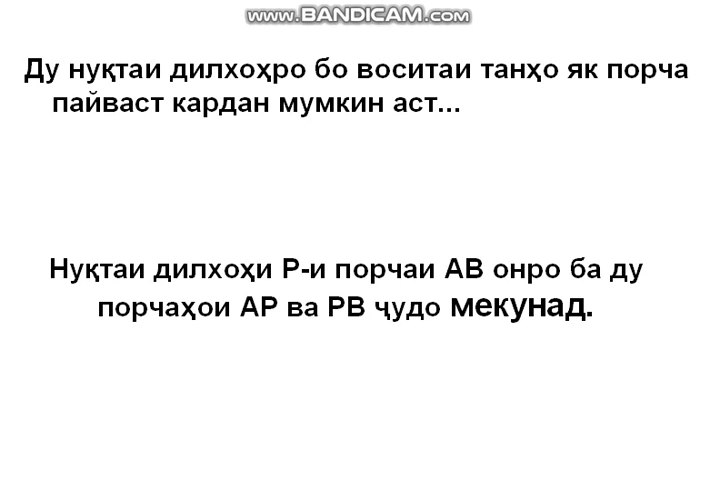 www.BANDICAM.com
Ду нуқтаи дилхоҳро бо воситаи танҳо як порча
пайваст кардан мумкин аст...
Нуқтаи дилхоҳи Р-и порчаи АВ онро ба ду
порчаҳои АР ва РВ ҷудо мекунад.